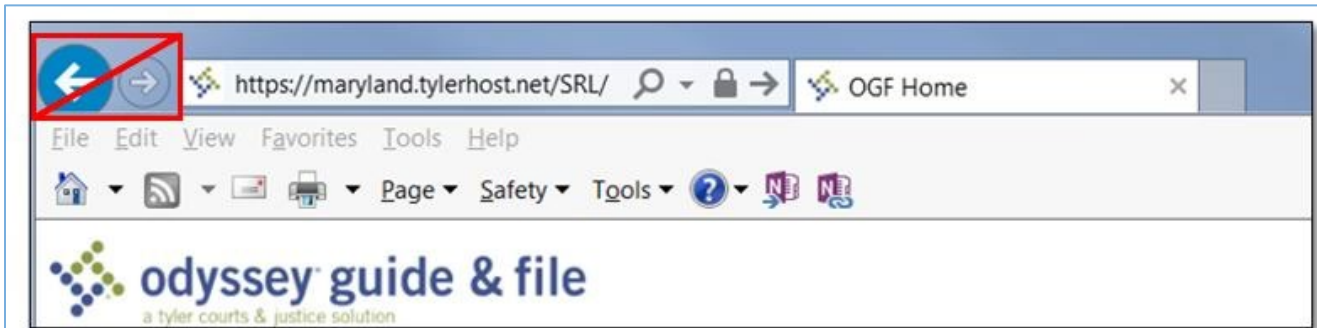 https://maryland.tylerhost.net/SRL/ OGF Home
File Edit View Favorites Tools Help
Page Safety Tools ? N N
odyssey guide & file
a tyler courts & justice solution